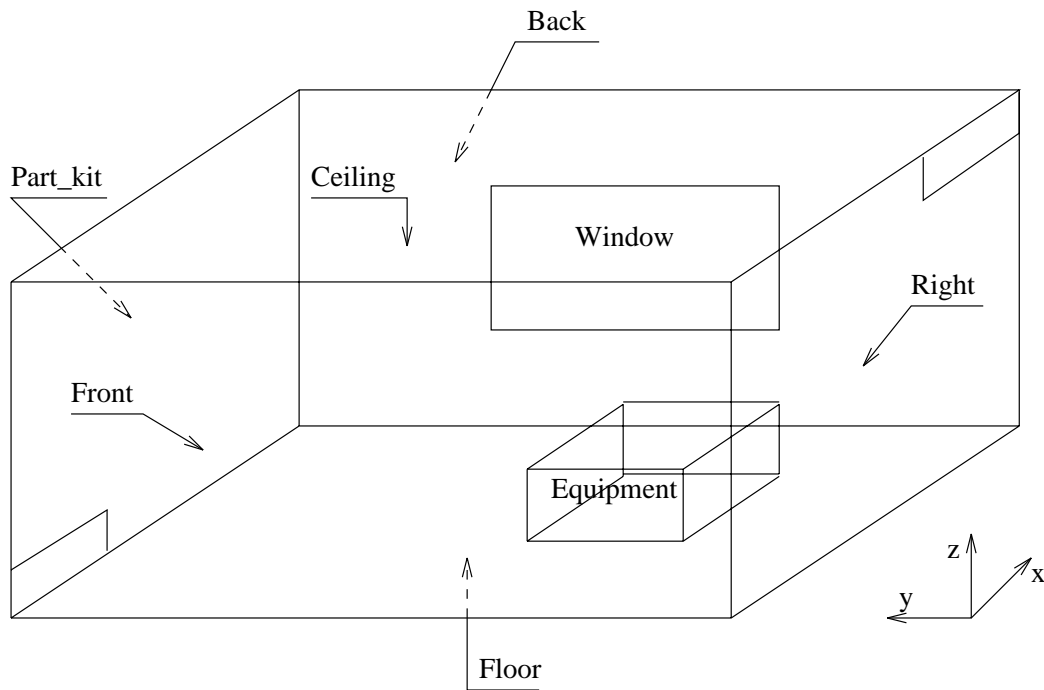 Back
Part_kit
Ceiling
Window
Right
Front
Equipment
z
x
y
Floor